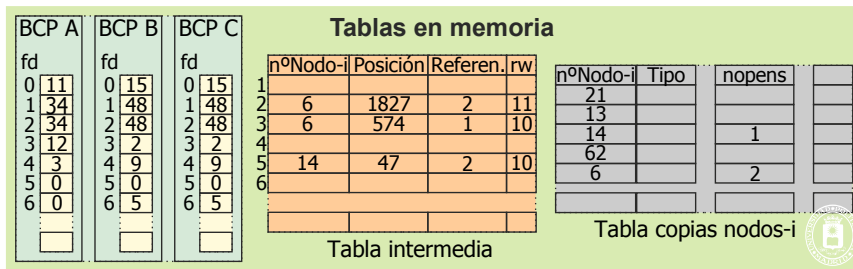 BCP A BCP B BCP C Tablas en memoria
fd fd fd
nºNodo-i Posición Referen. rw
nºNodo-i Tipo nopens
0 11 0 15 0 15
1 34 1 48 1 48
2 34 2 48 2 48
3 12 3 2 3 2
4 3 4 9 4 9
5 0 5 0 5 0
6 0 6 5 6 5
1
2 6 1827 2 11
3 6 574 1 10
4
5 14 47 2 10
6
21
13
14 1
62
6 2
Tabla intermedia
Tabla copias nodos-i